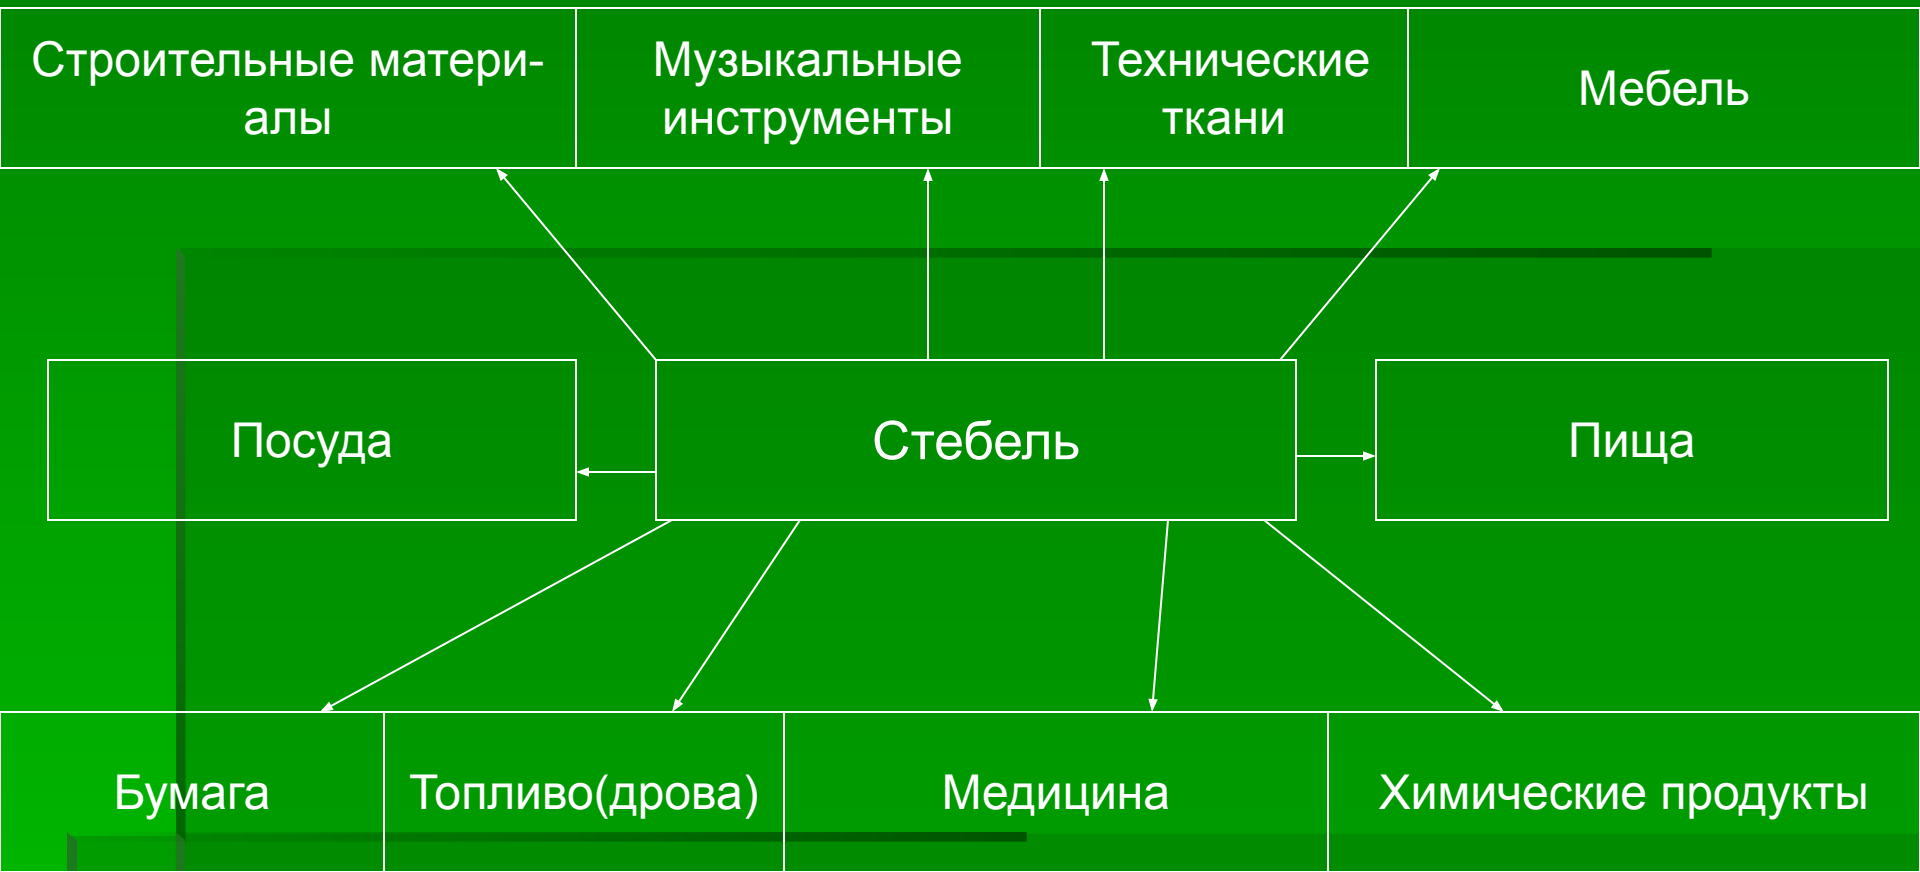 Строительные матери-
алы
Музыкальные
инструменты
Технические
ткани
Мебель
Посуда
Стебель
Пища
Бумага
Топливо(дрова)
Медицина
Химические продукты